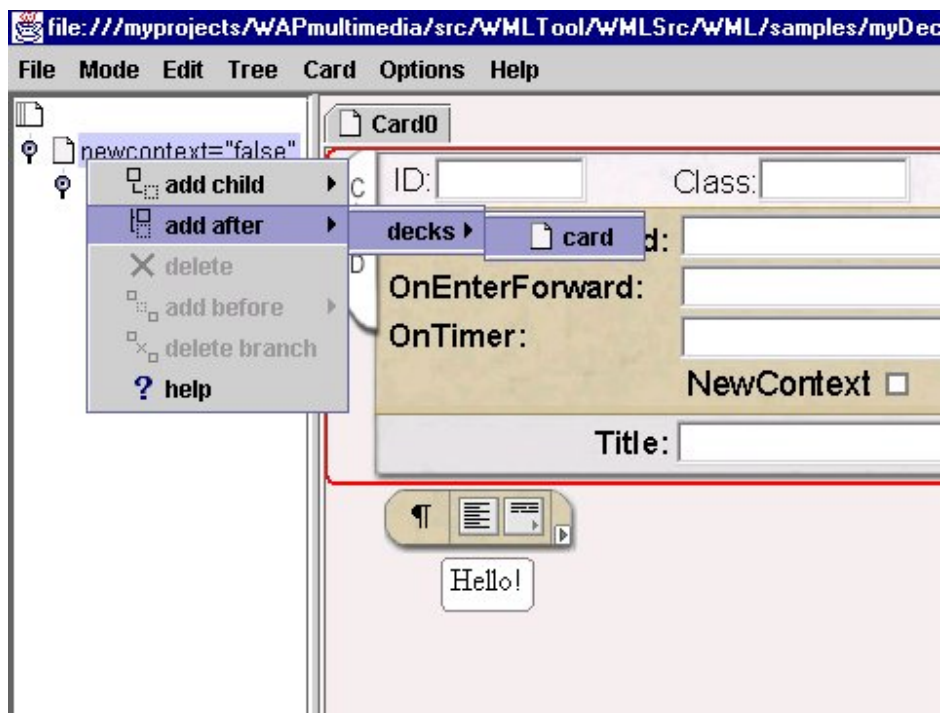 file:///myprojects/WAPmultimedia/src/WMLTool/WMLSrc/WML/samples/myDec
File Mode Edit Tree Card Options Help
Card0
newcontext="false"
add child
add after
delete
add before
delete branch
? help
decks
card
C
D
ID:
Class:
d:
OnEnterForward:
OnTimer:
NewContext
Title:
¶
Hello!